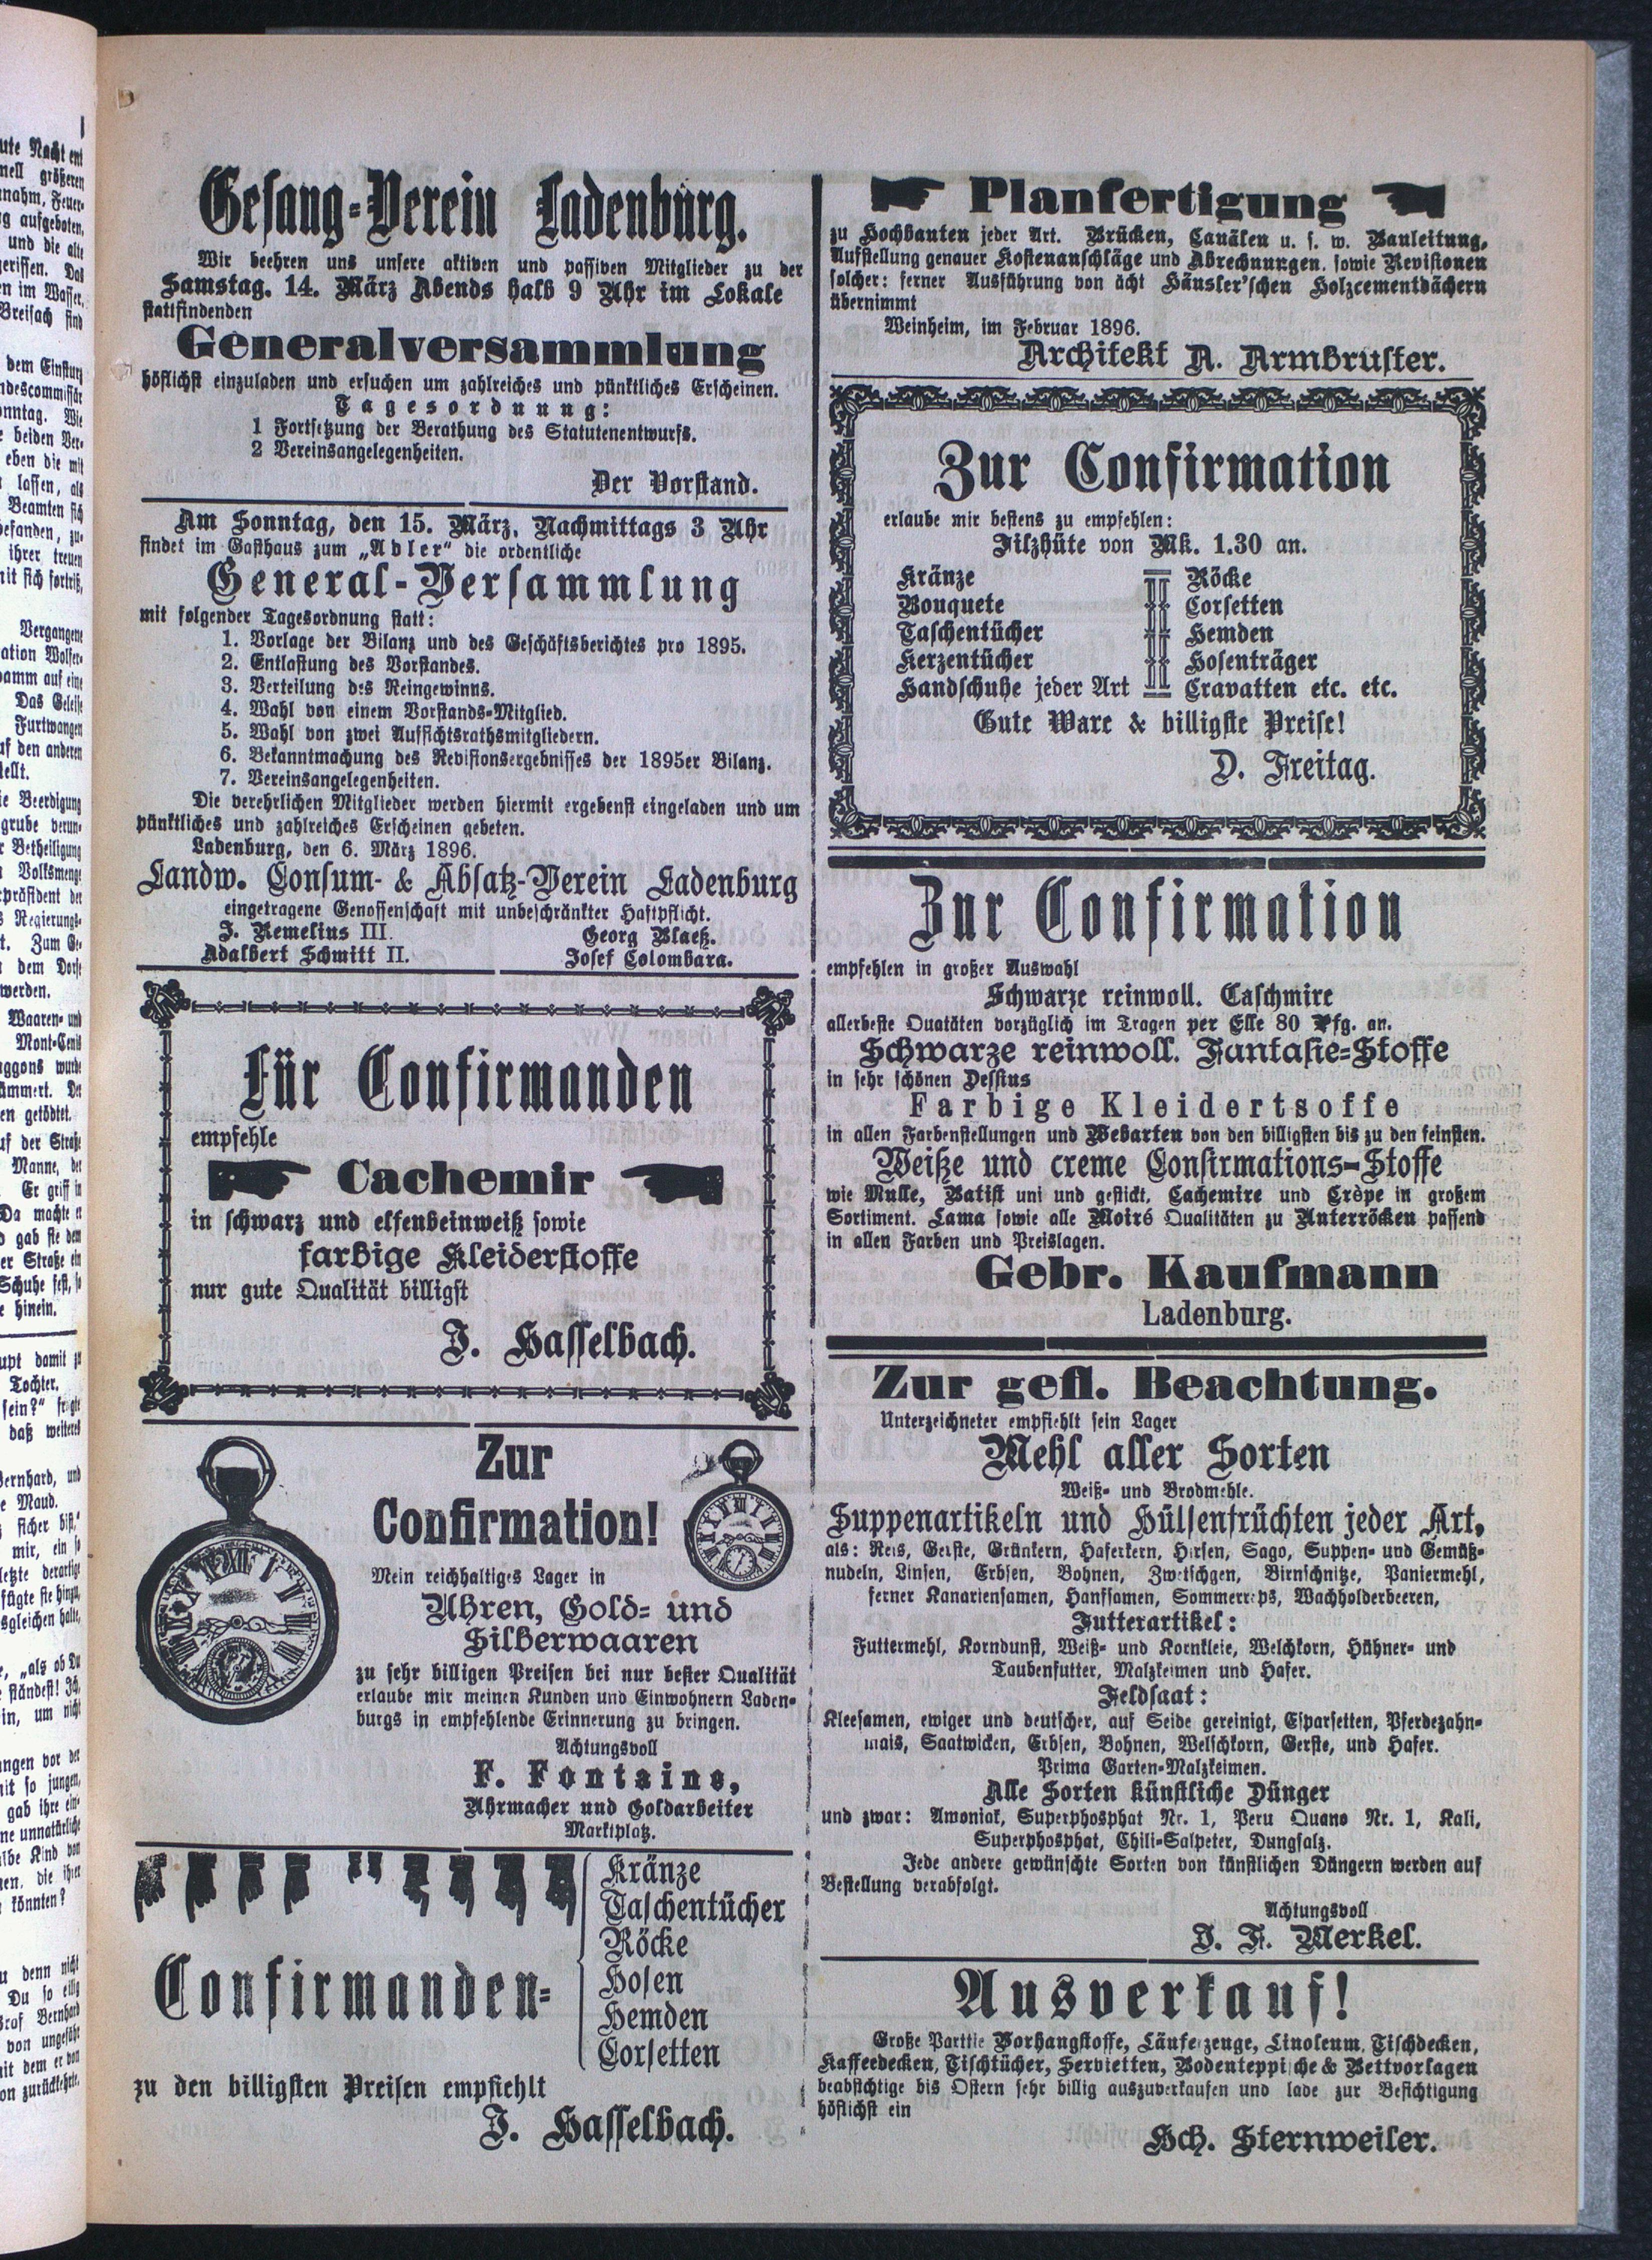 Gesang-Verein Ladenburg.
Wir beehren uns unsere aktiven und passiven Mitglieder zu der
Samstag, 14. März Abends halb 9 Uhr im Lokale
stattfindenden
Generalversammlung
höflichst einzuladen und ersuchen um zahlreiches und pünktliches Erscheinen.
Tagesordnung:
1 Fortsetzung der Berathung des Statutenentwurfs.
2 Vereinsangelegenheiten.
Der Vorstand.
Am Sonntag, den 15. März, Nachmittags 3 Uhr
findet im Gasthaus zum „Adler“ die ordentliche
General-Versammlung
mit folgender Tagesordnung statt:
1. Vorlage der Bilanz und des Geschäftsberichtes pro 1895.
2. Entlastung des Vorstandes.
3. Verteilung des Reingewinns.
4. Wahl von einem Vorstands-Mitglied.
5. Wahl von zwei Aufsichtsrathsmitgliedern.
6. Bekanntmachung des Revisionsergebnisses der 1895er Bilanz.
7. Vereinsangelegenheiten.
Die verehrlichen Mitglieder werden hiermit ergebenst eingeladen und um
pünktliches und zahlreiches Erscheinen gebeten.
Ladenburg, den 6. März 1896.
Landw. Consum- & Absatz-Verein Ladenburg
eingetragene Genossenschaft mit unbeschränkter Haftpflicht.
J. Remelius III. Georg Blaeß.
Adalbert Schmitt II. Josef Colombara.
Für Confirmanden
empfehle
Cachemir
in schwarz und elfenbeinweiß sowie
farbige Kleiderstoffe
nur gute Qualität billigst
J. Hasselbach.
Zur
Confirmation!
Mein reichhaltiges Lager in
Uhren, Gold- und
Silberwaaren
zu sehr billigen Preisen bei nur bester Qualität
erlaube mir meinen Kunden und Einwohnern Laden-
burgs in empfehlende Erinnerung zu bringen.
Achtungsvoll
F. Fontaine,
Uhrmacher und Goldarbeiter
Marktplatz.
Confirmanden-
Kränze
Taschentücher
Röcke
Hosen
Hemden
Corsetten
zu den billigsten Preisen empfiehlt
J. Hasselbach.
Planfertigung
zu Hochbauten jeder Art. Brücken, Canälen u. s. w. Bauleitung,
Aufstellung genauer Kostenanschläge und Abrechnungen, sowie Revisionen
solcher: ferner Ausführung von ächt Häusler'schen Holzcementdächern
übernimmt
Weinheim, im Februar 1896.
Architekt A. Armbruster.
Zur Confirmation
erlaube mir bestens zu empfehlen:
Filzhüte von Mk. 1.30 an.
Kränze Röcke
Bouquete Corsetten
Taschentücher Hemden
Kerzentücher Hosenträger
Handschuhe jeder Art Cravatten etc. etc.
Gute Ware & billigste Preise!
D. Freitag.
Zur Confirmation
empfehlen in großer Auswahl
Schwarze reinwoll. Caschmire
allerbeste Quatäten vorzüglich im Tragen per Elle 80 Pfg. an.
Schwarze reinwoll. Fantasie-Stoffe
in sehr schönen Dessius
Farbige Kleidertsoffe
in allen Farbenstellungen und Webarten von den billigsten bis zu den feinsten.
Weiße und creme Confirmations-Stoffe
wie Mulle, Batist uni und gestickt, Cachemire und Crèpe in großem
Sortiment. Lama sowie alle Moiré Qualitäten zu Unterröcken passend
in allen Farben und Preislagen.
Gebr. Kaufmann
Ladenburg.
Zur gefl. Beachtung.
Unterzeichneter empfiehlt sein Lager
Mehl aller Sorten
Weiß- und Brodmehle.
Suppenartikeln und Hülsenfrüchten jeder Art,
als: Reis, Gerste, Grünkern, Haferkern, Hirsen, Sago, Suppen- und Gemüß-
nudeln, Linsen, Erbsen, Bohnen, Zwetschgen, Birnschnitze, Paniermehl,
ferner Kanariensamen, Hanfsamen, Sommerreps, Wachholderbeeren,
Futterartikel:
Futtermehl, Kornbunst, Weiß- und Kornkleie, Welchkorn, Hühner- und
Taubenfutter, Malzkeimen und Hafer.
Feldsaat:
Kleesamen, ewiger und deutscher, auf Seide gereinigt, Esparsetten, Pferdezahn-
mais, Saatwicken, Erbsen, Bohnen, Welschkorn, Gerste, und Hafer.
Prima Garten-Malzkeimen.
Alle Sorten künstliche Dünger
und zwar: Amoniak, Superphosphat Nr. 1, Peru Quano Nr. 1, Kali,
Superphosphat, Chili-Salpeter, Dungsalz.
Jede andere gewünschte Sorten von künstlichen Düngern werden auf
Bestellung verabfolgt.
Achtungsvoll
J. F. Merkel.
Ausverkauf!
Große Parttie Vorhangstoffe, Läuferzeuge, Linoleum, Tischdecken,
Kaffeedecken, Tischtücher, Servietten, Bodenteppiche & Bettvorlagen
beabsichtige bis Ostern sehr billig auszuverkaufen und lade zur Besichtigung
höflichst ein
Hch. Sternweiler.